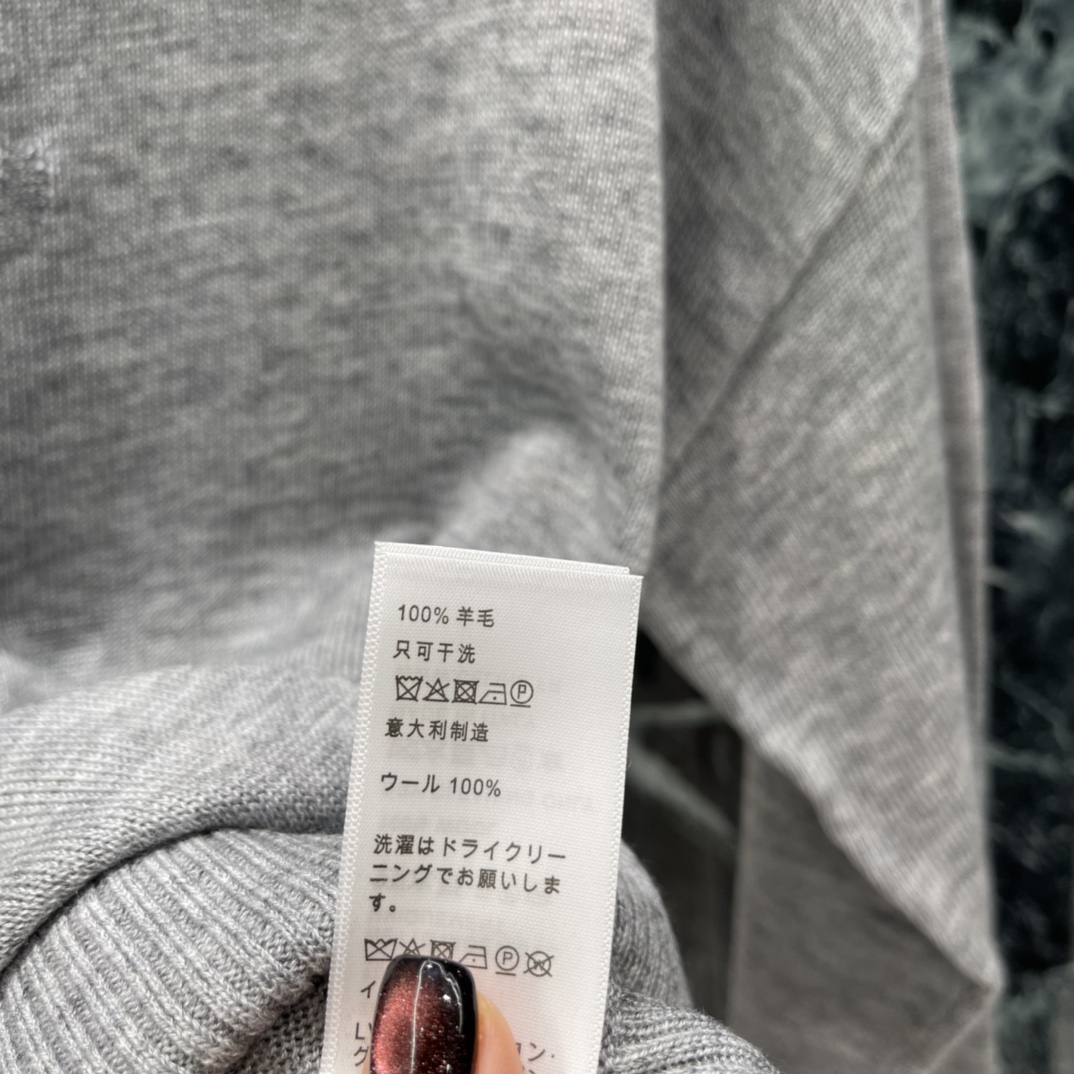 100% 羊毛
只可干洗
P
意大利制造
ウール 100%
洗濯はドライクリー
ニングでお願いしま
す。
P W
イ